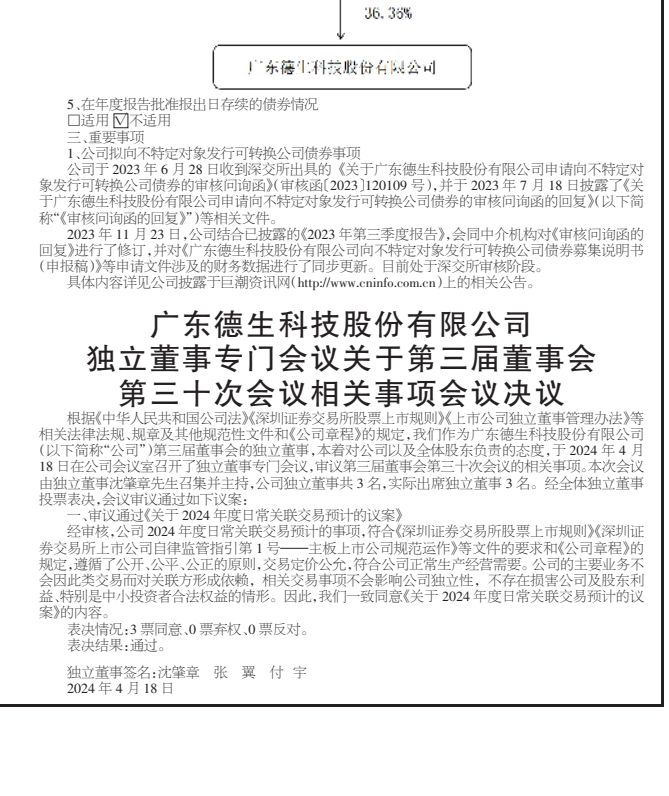 36.36%
广东德生科技股份有限公司
5、在年度报告批准报出日存续的债券情况
□适用 ☑不适用
三、重要事项
1、公司拟向不特定对象发行可转换公司债券事项
公司于 2023 年 6 月 28 日收到深交所出具的《关于广东德生科技股份有限公司申请向不特定对
象发行可转换公司债券的审核问询函》(审核函〔2023〕120109 号),并于 2023 年 7 月 18 日披露了《关
于广东德生科技股份有限公司申请向不特定对象发行可转换公司债券的审核问询函的回复》(以下简
称“《审核问询函的回复》”)等相关文件。
2023 年 11 月 23 日,公司结合已披露的《2023 年第三季度报告》,会同中介机构对《审核问询函的
回复》进行了修订,并对《广东德生科技股份有限公司向不特定对象发行可转换公司债券募集说明书
(申报稿)》等申请文件涉及的财务数据进行了同步更新。目前处于深交所审核阶段。
具体内容详见公司披露于巨潮资讯网(http://www.cninfo.com.cn)上的相关公告。
广东德生科技股份有限公司
独立董事专门会议关于第三届董事会
第三十次会议相关事项会议决议
根据《中华人民共和国公司法》《深圳证券交易所股票上市规则》《上市公司独立董事管理办法》等
相关法律法规、规章及其他规范性文件和《公司章程》的规定,我们作为广东德生科技股份有限公司
(以下简称“公司”)第三届董事会的独立董事,本着对公司以及全体股东负责的态度,于 2024 年 4 月
18 日在公司会议室召开了独立董事专门会议,审议第三届董事会第三十次会议的相关事项。本次会议
由独立董事沈肇章先生召集并主持,公司独立董事共 3 名,实际出席独立董事 3 名。经全体独立董事
投票表决,会议审议通过如下议案:
一、审议通过《关于 2024 年度日常关联交易预计的议案》
经审核,公司 2024 年度日常关联交易预计的事项,符合《深圳证券交易所股票上市规则》《深圳证
券交易所上市公司自律监管指引第 1 号——主板上市公司规范运作》等文件的要求和《公司章程》的
规定,遵循了公开、公平、公正的原则,交易定价公允,符合公司正常生产经营需要。公司的主要业务不
会因此类交易而对关联方形成依赖，相关交易事项不会影响公司独立性，不存在损害公司及股东利
益、特别是中小投资者合法权益的情形。因此,我们一致同意《关于 2024 年度日常关联交易预计的议
案》的内容。
表决情况:3 票同意、0 票弃权、0 票反对。
表决结果:通过。
独立董事签名:沈肇章 张 翼 付 宇
2024 年 4 月 18 日